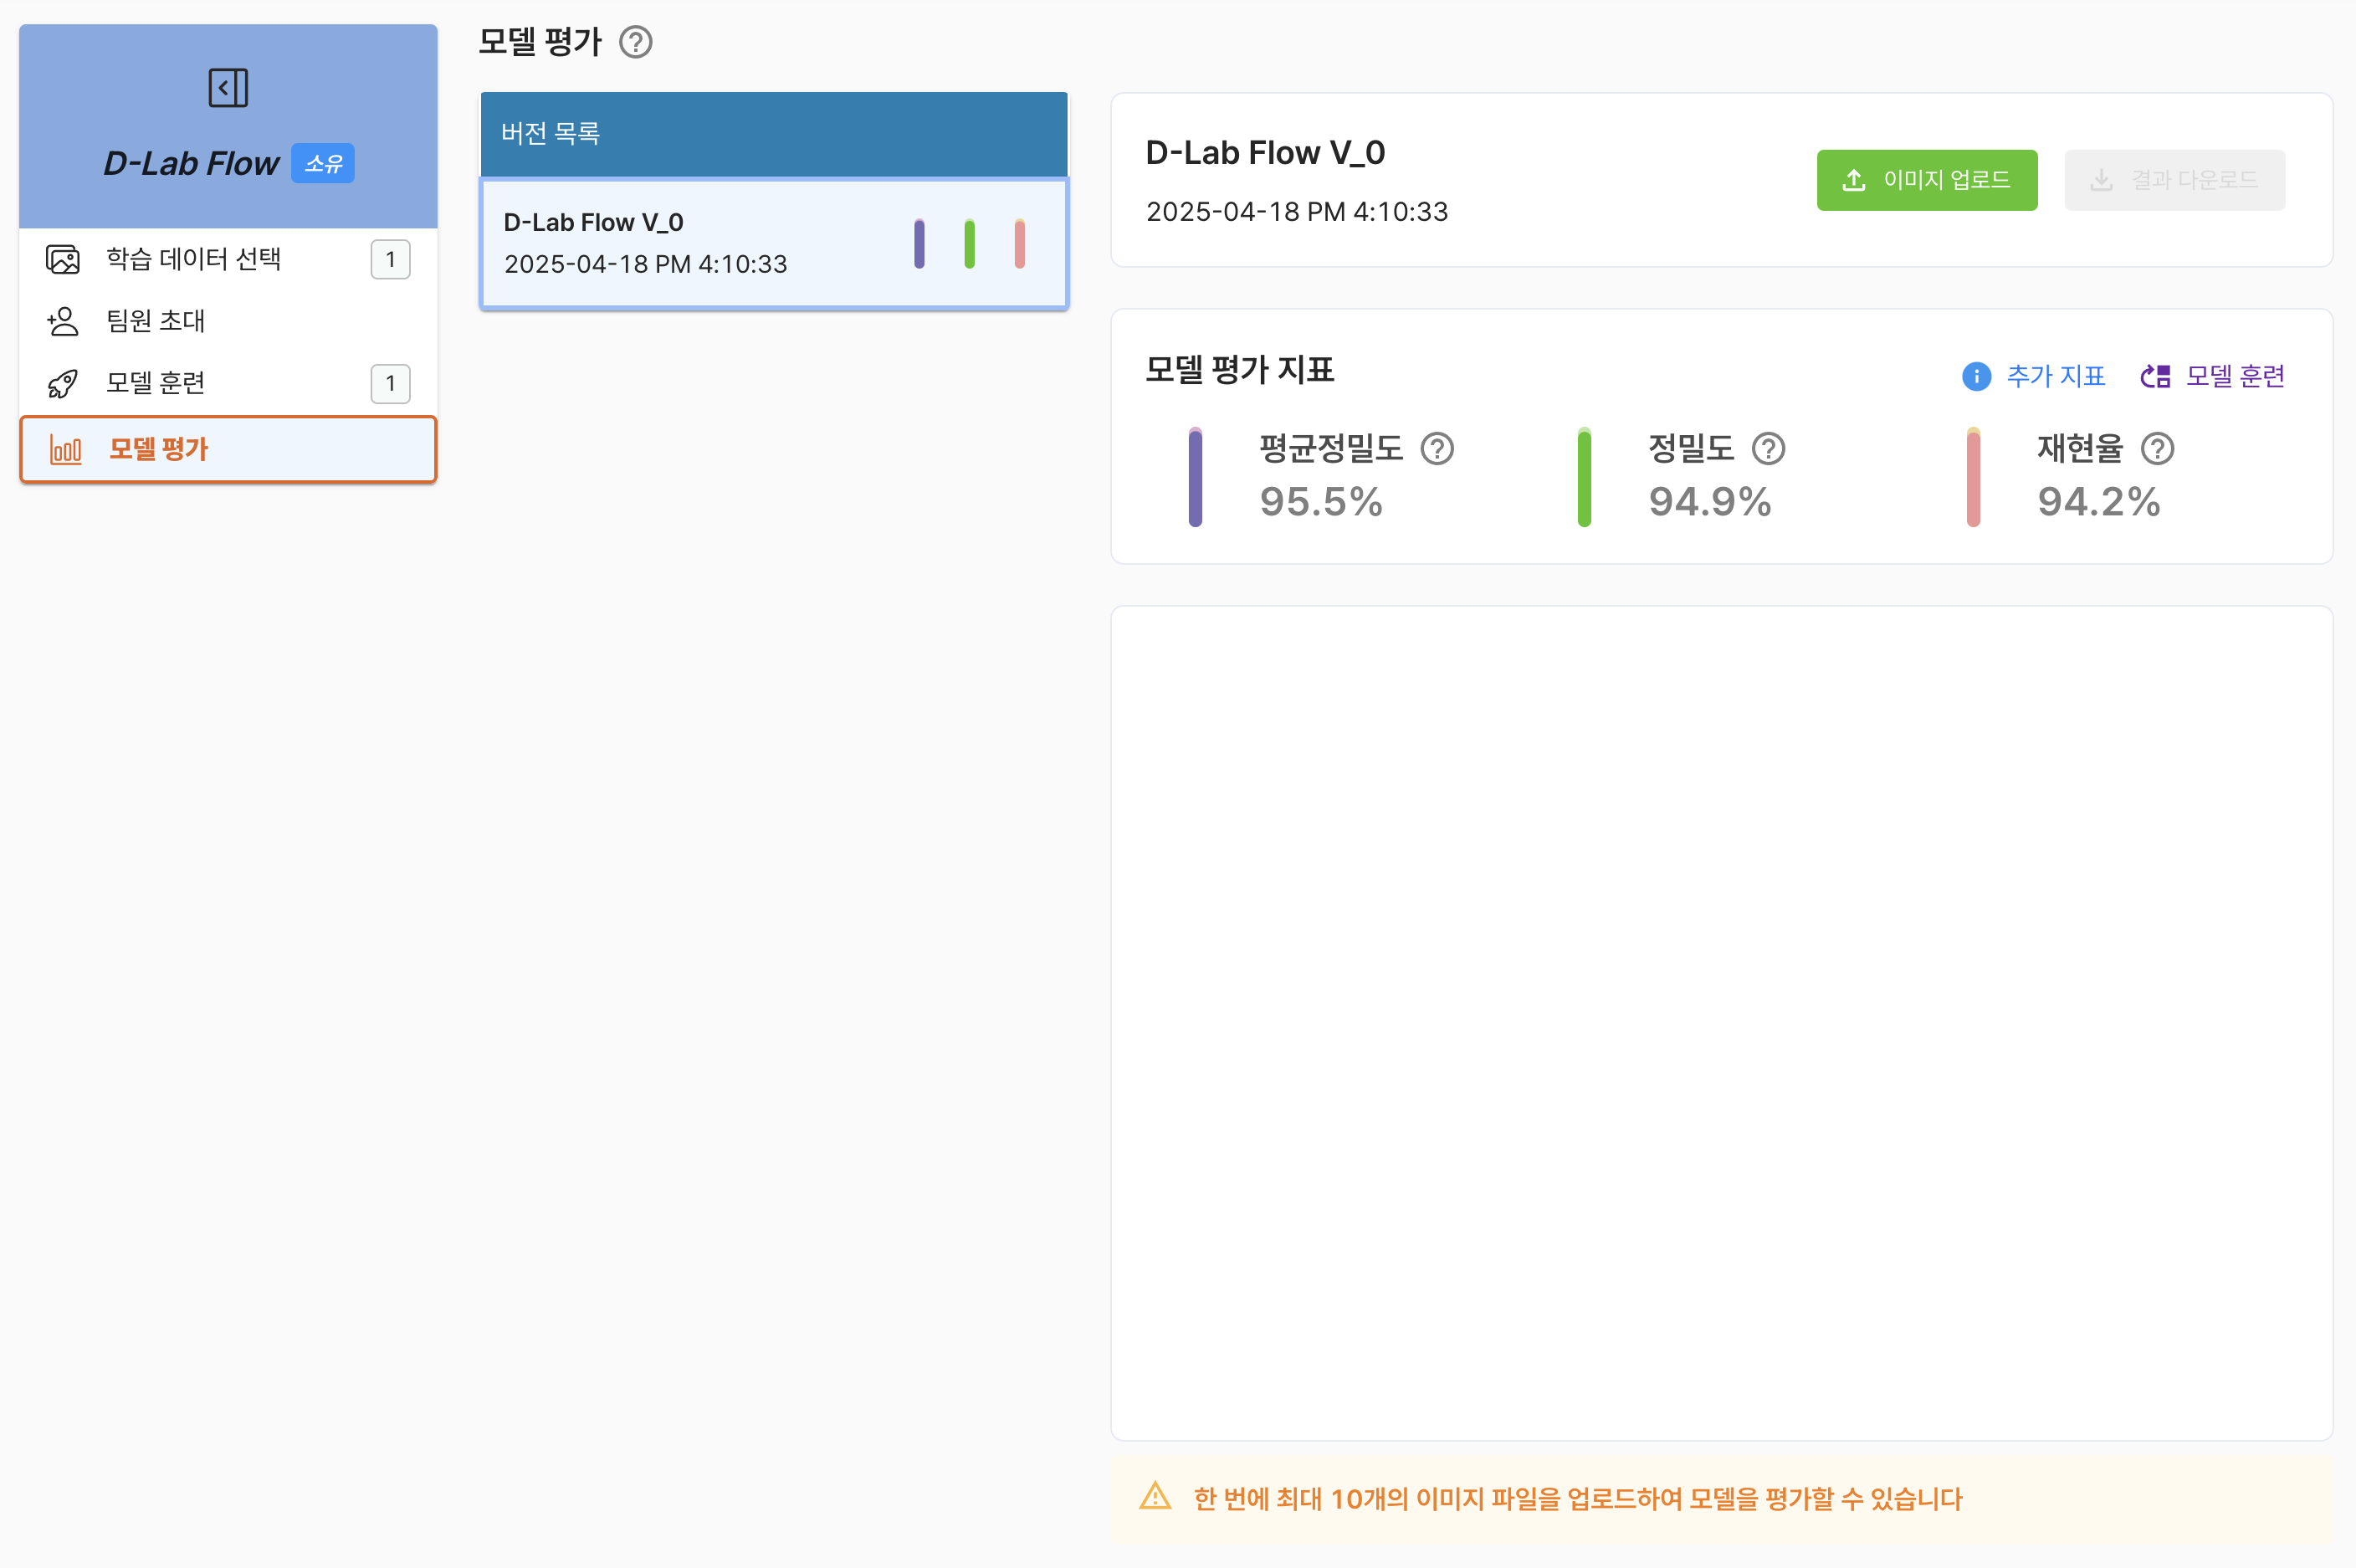 D-Lab Flow 소유
학습 데이터 선택 1
팀원 초대
모델 훈련 1
모델 평가
모델 평가
버전 목록
D-Lab Flow V_0
2025-04-18 PM 4:10:33
D-Lab Flow V_0
2025-04-18 PM 4:10:33
이미지 업로드 결과 다운로드
모델 평가 지표 추가 지표 모델 훈련
평균정밀도 정밀도 재현율
95.5% 94.9% 94.2%
한 번에 최대 10개의 이미지 파일을 업로드하여 모델을 평가할 수 있습니다